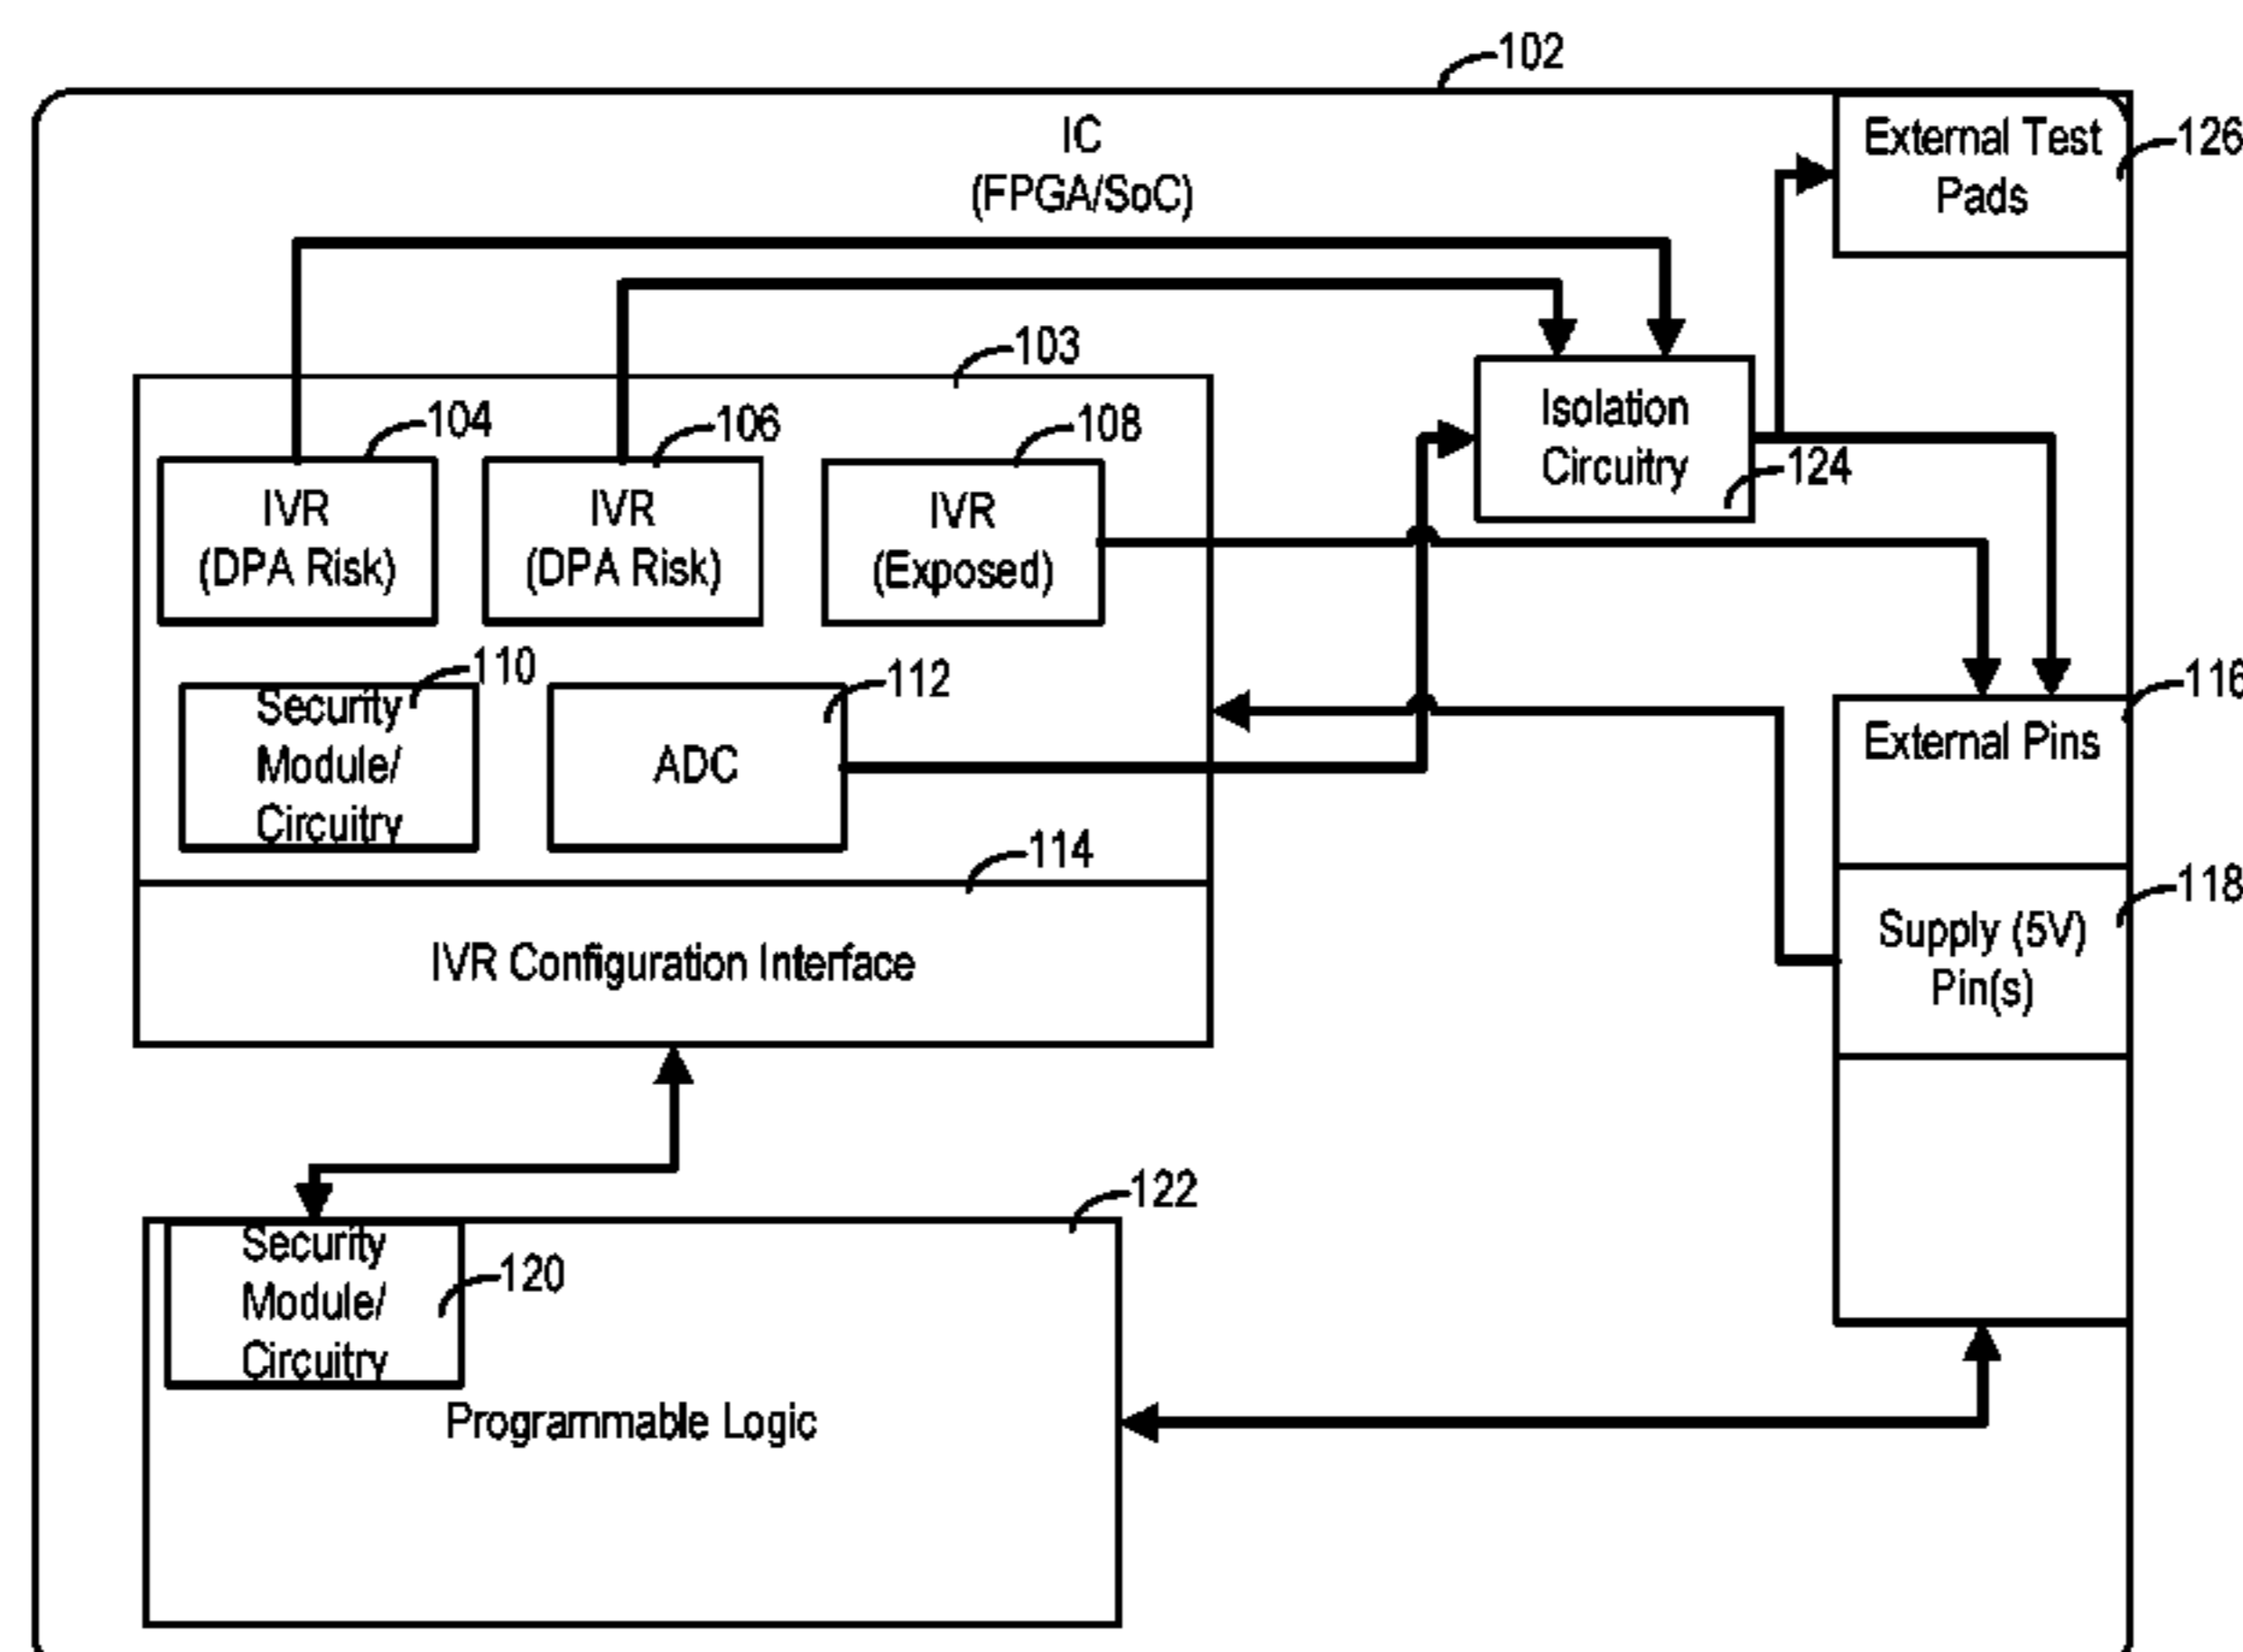 102
IC
(FPGA/SoC)
External Test
Pads
126
103
104
106
108
IVR
(DPA Risk)
IVR
(DPA Risk)
IVR
(Exposed)
Isolation
Circuitry
124
110
Security
Module/
Circuitry
112
ADC
116
External Pins
114
IVR Configuration Interface
118
Supply (5V)
Pin(s)
122
Security
Module/
Circuitry
120
Programmable Logic